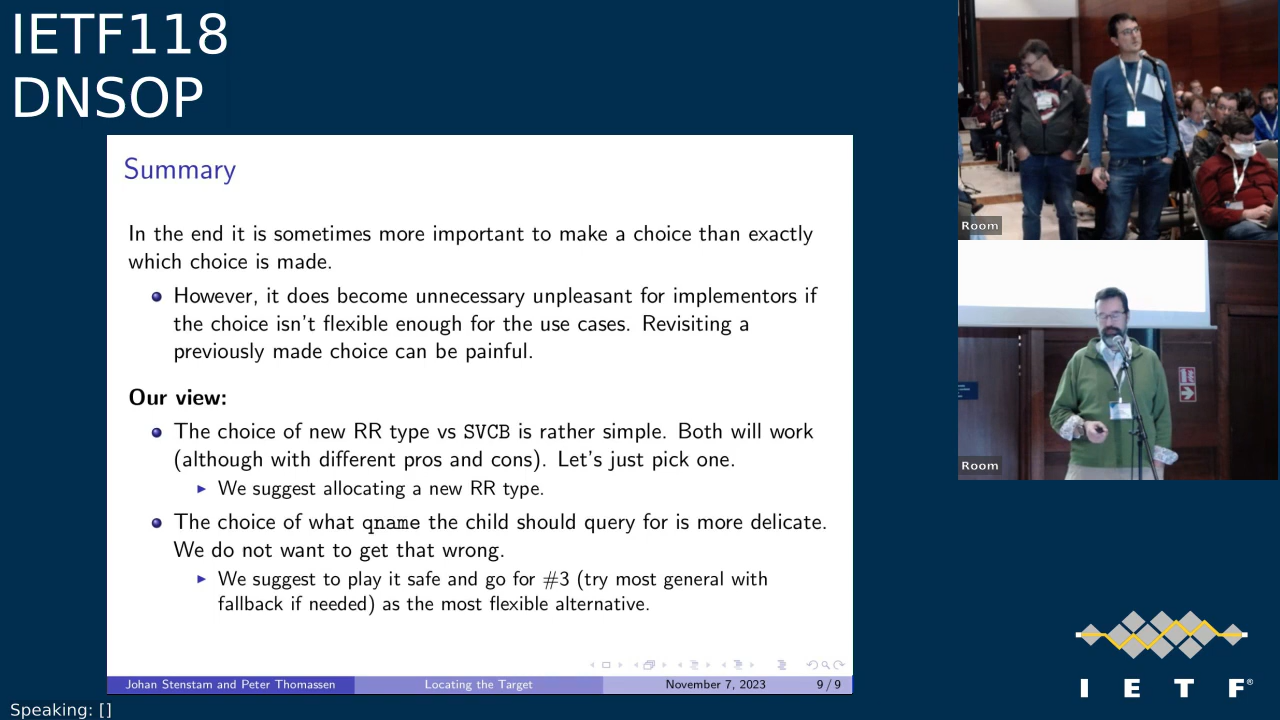 IETF118
DNSOP
Summary
In the end it is sometimes more important to make a choice than exactly
which choice is made.
However, it does become unnecessary unpleasant for implementors if
the choice isn't flexible enough for the use cases. Revisiting a
previously made choice can be painful.
Our view:
The choice of new RR type vs SVCB is rather simple. Both will work
(although with different pros and cons). Let's just pick one.
We suggest allocating a new RR type.
The choice of what qname the child should query for is more delicate.
We do not want to get that wrong.
We suggest to play it safe and go for #3 (try most general with
fallback if needed) as the most flexible alternative.
Johan Stenstam and Peter Thomassen Locating the Target November 7, 2023 9 / 9
Room
Room
I E T F®
Speaking: []